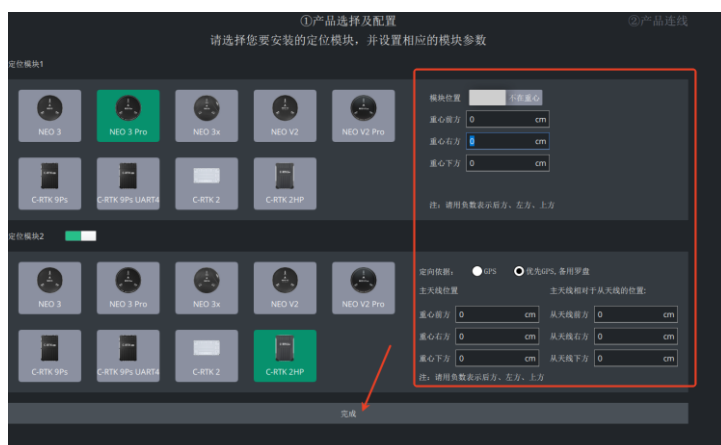 ①产品选择及配置
②产品连线
请选择您要安装的定位模块，并设置相应的模块参数
定位模块1
NEO 3
NEO 3 Pro
NEO 3x
NEO V2
NEO V2 Pro
C-RTK 9Ps
C-RTK 9Ps UART4
C-RTK 2
C-RTK 2HP
模块位置 不在重心
重心前方 0 cm
重心右方 0 cm
重心下方 0 cm
注：请用负数表示后方、左方、上方
定位模块2
NEO 3
NEO 3 Pro
NEO 3x
NEO V2
NEO V2 Pro
C-RTK 9Ps
C-RTK 9Ps UART4
C-RTK 2
C-RTK 2HP
定向依据： GPS 优先GPS, 备用罗盘
主天线位置 主天线相对于从天线的位置:
重心前方 0 cm 从天线前方 0 cm
重心右方 0 cm 从天线右方 0 cm
重心下方 0 cm 从天线下方 0 cm
注：请用负数表示后方、左方、上方
完成